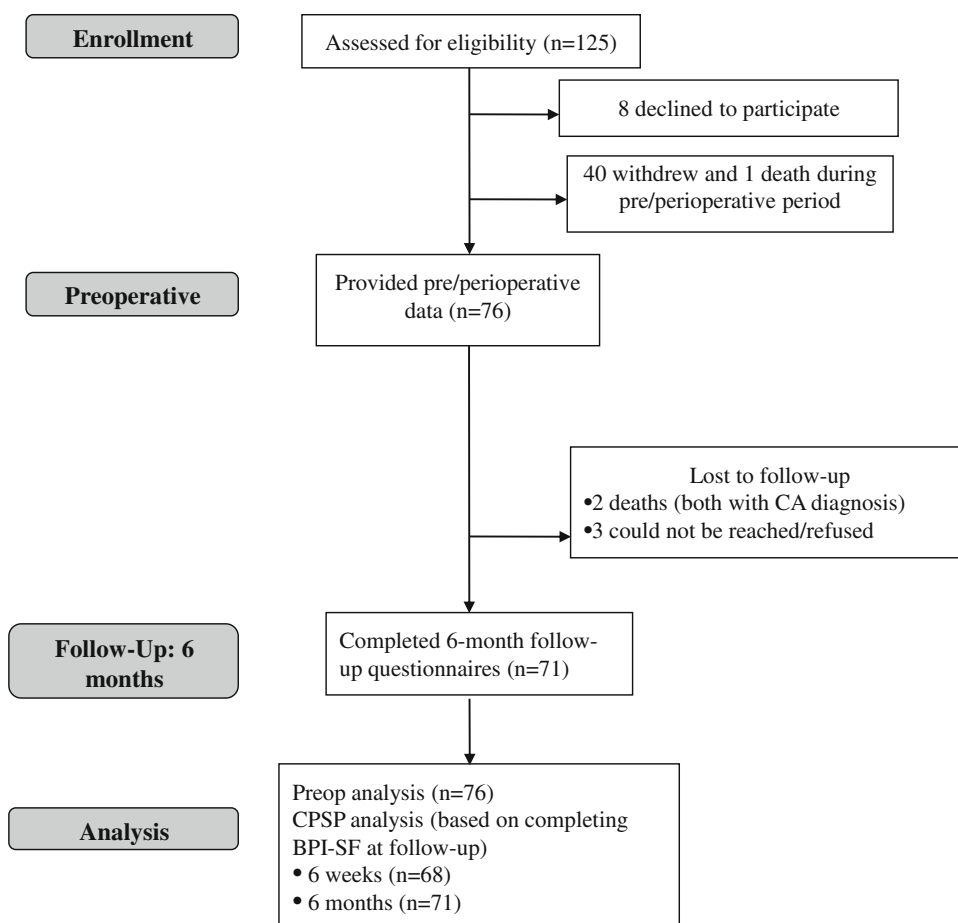 Enrollment
Assessed for eligibility (n=125)
8 declined to participate
40 withdrew and 1 death during
pre/perioperative period
Preoperative
Provided pre/perioperative
data (n=76)
Lost to follow-up
•2 deaths (both with CA diagnosis)
•3 could not be reached/refused
Follow-Up: 6
months
Completed 6-month follow-
up questionnaires (n=71)
Analysis
Preop analysis (n=76)
CPSP analysis (based on completing
BPI-SF at follow-up)
• 6 weeks (n=68)
• 6 months (n=71)